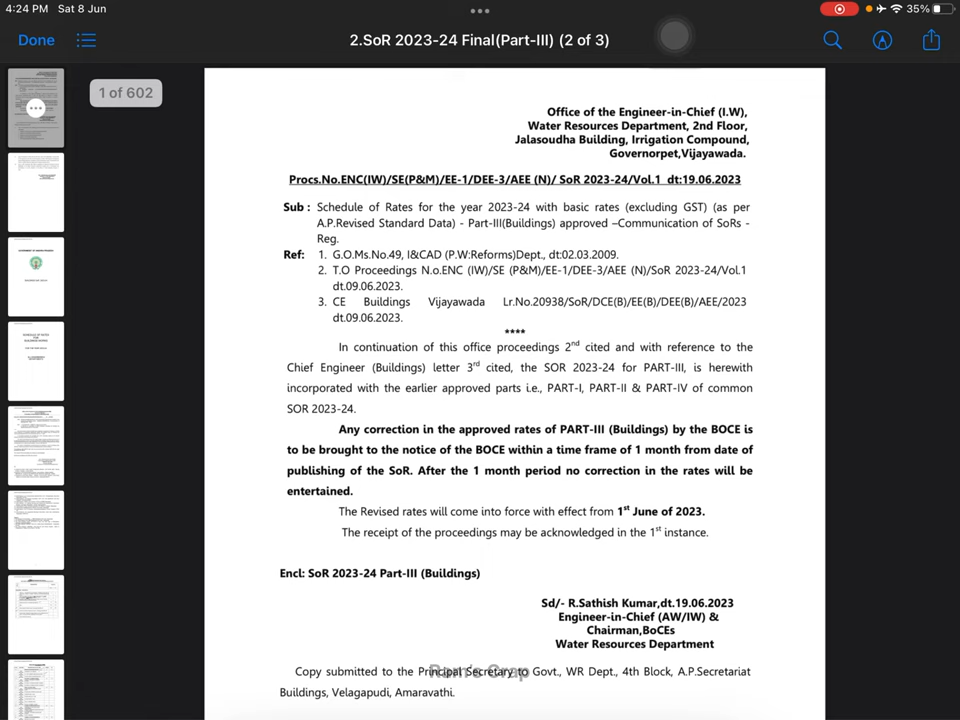 4:24 PM Sat 8 Jun
35%
Done
2.SoR 2023-24 Final(Part-III) (2 of 3)
1 of 602
Office of the Engineer-in-Chief (I.W),
Water Resources Department, 2nd Floor,
Jalasoudha Building, Irrigation Compound,
Governorpet,Vijayawada.
Procs.No.ENC(IW)/SE(P&M)/EE-1/DEE-3/AEE (N)/ SoR 2023-24/Vol.1 dt:19.06.2023
Sub : Schedule of Rates for the year 2023-24 with basic rates (excluding GST) (as per
A.P.Revised Standard Data) - Part-III(Buildings) approved –Communication of SoRs -
Reg.
Ref: 1. G.O.Ms.No.49, I&CAD (P.W:Reforms)Dept., dt:02.03.2009.
2. T.O Proceedings N.o.ENC (IW)/SE (P&M)/EE-1/DEE-3/AEE (N)/SoR 2023-24/Vol.1
dt.09.06.2023.
3. CE Buildings Vijayawada Lr.No.20938/SoR/DCE(B)/EE(B)/DEE(B)/AEE/2023
dt.09.06.2023.
****
In continuation of this office proceedings 2nd cited and with reference to the
Chief Engineer (Buildings) letter 3rd cited, the SOR 2023-24 for PART-III, is herewith
incorporated with the earlier approved parts i.e., PART-I, PART-II & PART-IV of common
SOR 2023-24.
Any correction in the approved rates of PART-III (Buildings) by the BOCE is
to be brought to the notice of the BOCE within a time frame of 1 month from date of
publishing of the SoR. After the 1 month period no correction in the rates will be
entertained.
The Revised rates will come into force with effect from 1st June of 2023.
The receipt of the proceedings may be acknowledged in the 1st instance.
Encl: SoR 2023-24 Part-III (Buildings)
Sd/- R.Sathish Kumar,dt.19.06.2023
Engineer-in-Chief (AW/IW) &
Chairman,BoCEs
Water Resources Department
Copy submitted to the Principal Secretary to Govt., WR Dept., 4th Block, A.P.Secretariat
Buildings, Velagapudi, Amaravathi.